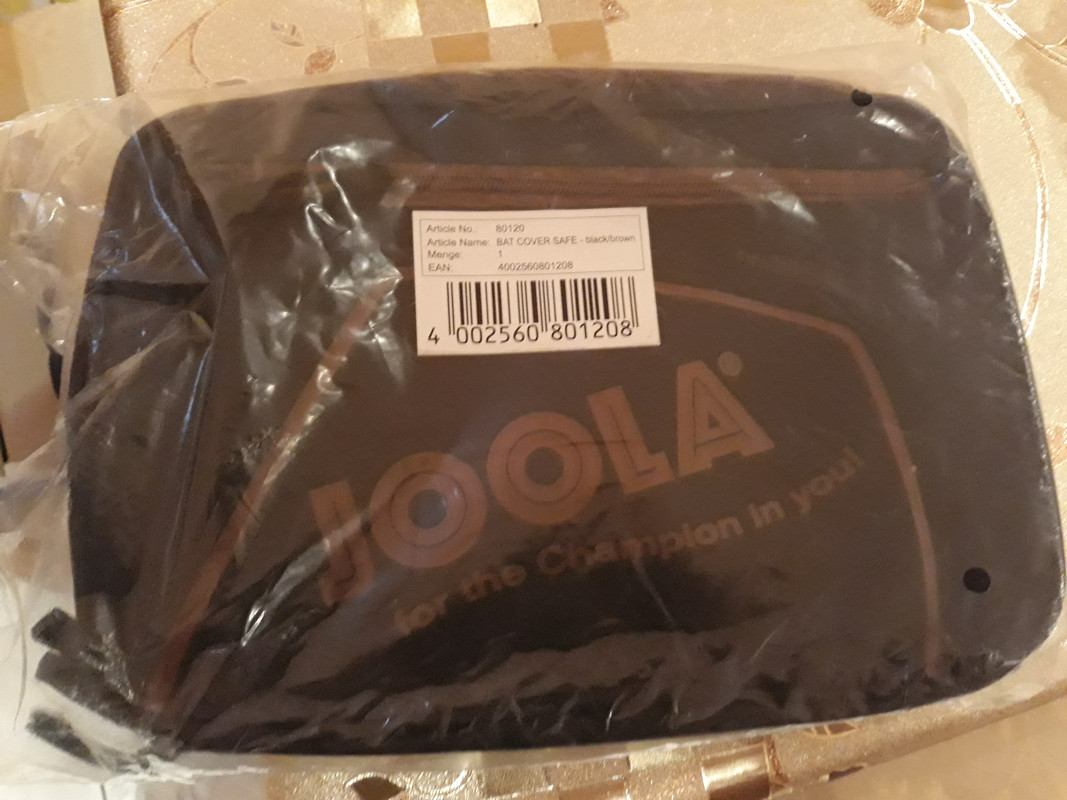 Article No.: 80120
Article Name: BAT COVER SAFE - black/brown
Menge: 1
EAN: 4002560801208
4 002560 801208
JOOLA®
for the Champion in you!